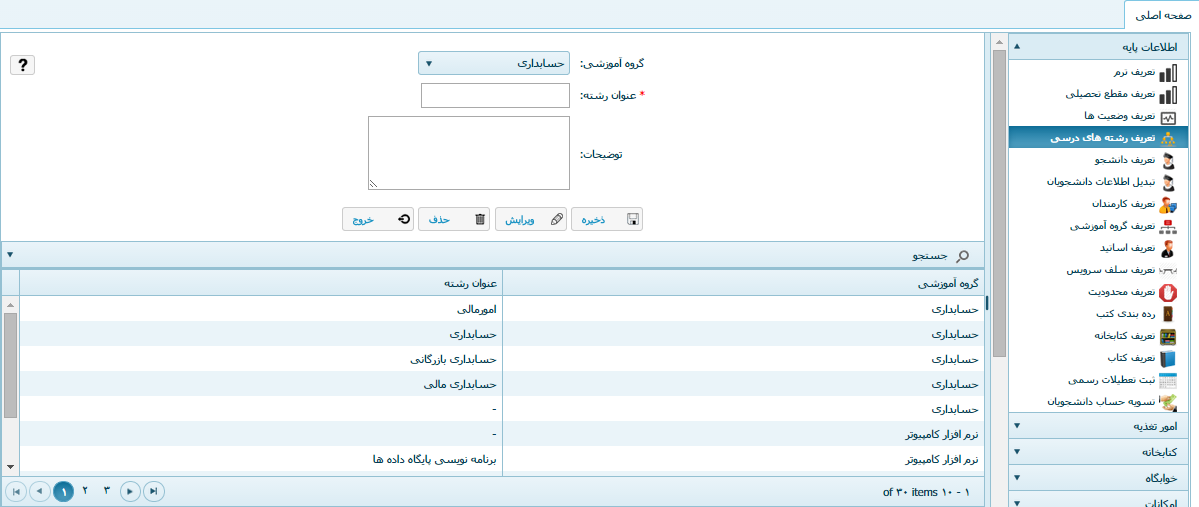 صفحه اصلی
اطلاعات پایه
تعریف ترم
تعریف مقطع تحصیلی
تعریف وضعیت ها
تعریف رشته های درسی
تعریف دانشجو
تبدیل اطلاعات دانشجویان
تعریف کارمندان
تعریف گروه آموزشی
تعریف اساتید
تعریف سلف سرویس
تعریف محدودیت
رده بندی کتب
تعریف کتابخانه
تعریف کتاب
ثبت تعطیلات رسمی
تسویه حساب دانشجویان
امور تغذیه
کتابخانه
خوابگاه
امکانات
?
گروه آموزشی: حسابداری
* عنوان رشته:
توضیحات:
ذخیره ویرایش حذف خروج
جستجو
گروه آموزشی عنوان رشته
حسابداری امورمالی
حسابداری حسابداری
حسابداری حسابداری بازرگانی
حسابداری حسابداری مالی
حسابداری -
نرم افزار کامپیوتر -
نرم افزار کامپیوتر برنامه نویسی پایگاه داده ها
۱ ۲ ۳
۱ - ۱۰ of ۳۰ items